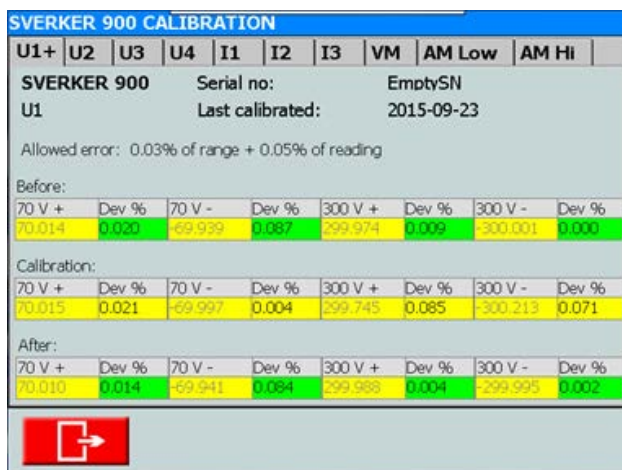 SVERKER 900 CALIBRATION
U1+ U2 U3 U4 I1 I2 I3 VM AM Low AM Hi
SVERKER 900 Serial no: EmptySN
U1 Last calibrated: 2015-09-23
Allowed error: 0.03% of range + 0.05% of reading
Before:
70 V + Dev % 70 V - Dev % 300 V + Dev % 300 V - Dev %
70.014 0.020 -69.939 0.087 299.974 0.009 -300.001 0.000
Calibration:
70 V + Dev % 70 V - Dev % 300 V + Dev % 300 V - Dev %
70.015 0.021 -69.997 0.004 299.745 0.085 -300.213 0.071
After:
70 V + Dev % 70 V - Dev % 300 V + Dev % 300 V - Dev %
70.010 0.014 -69.941 0.084 299.988 0.004 -299.995 0.002